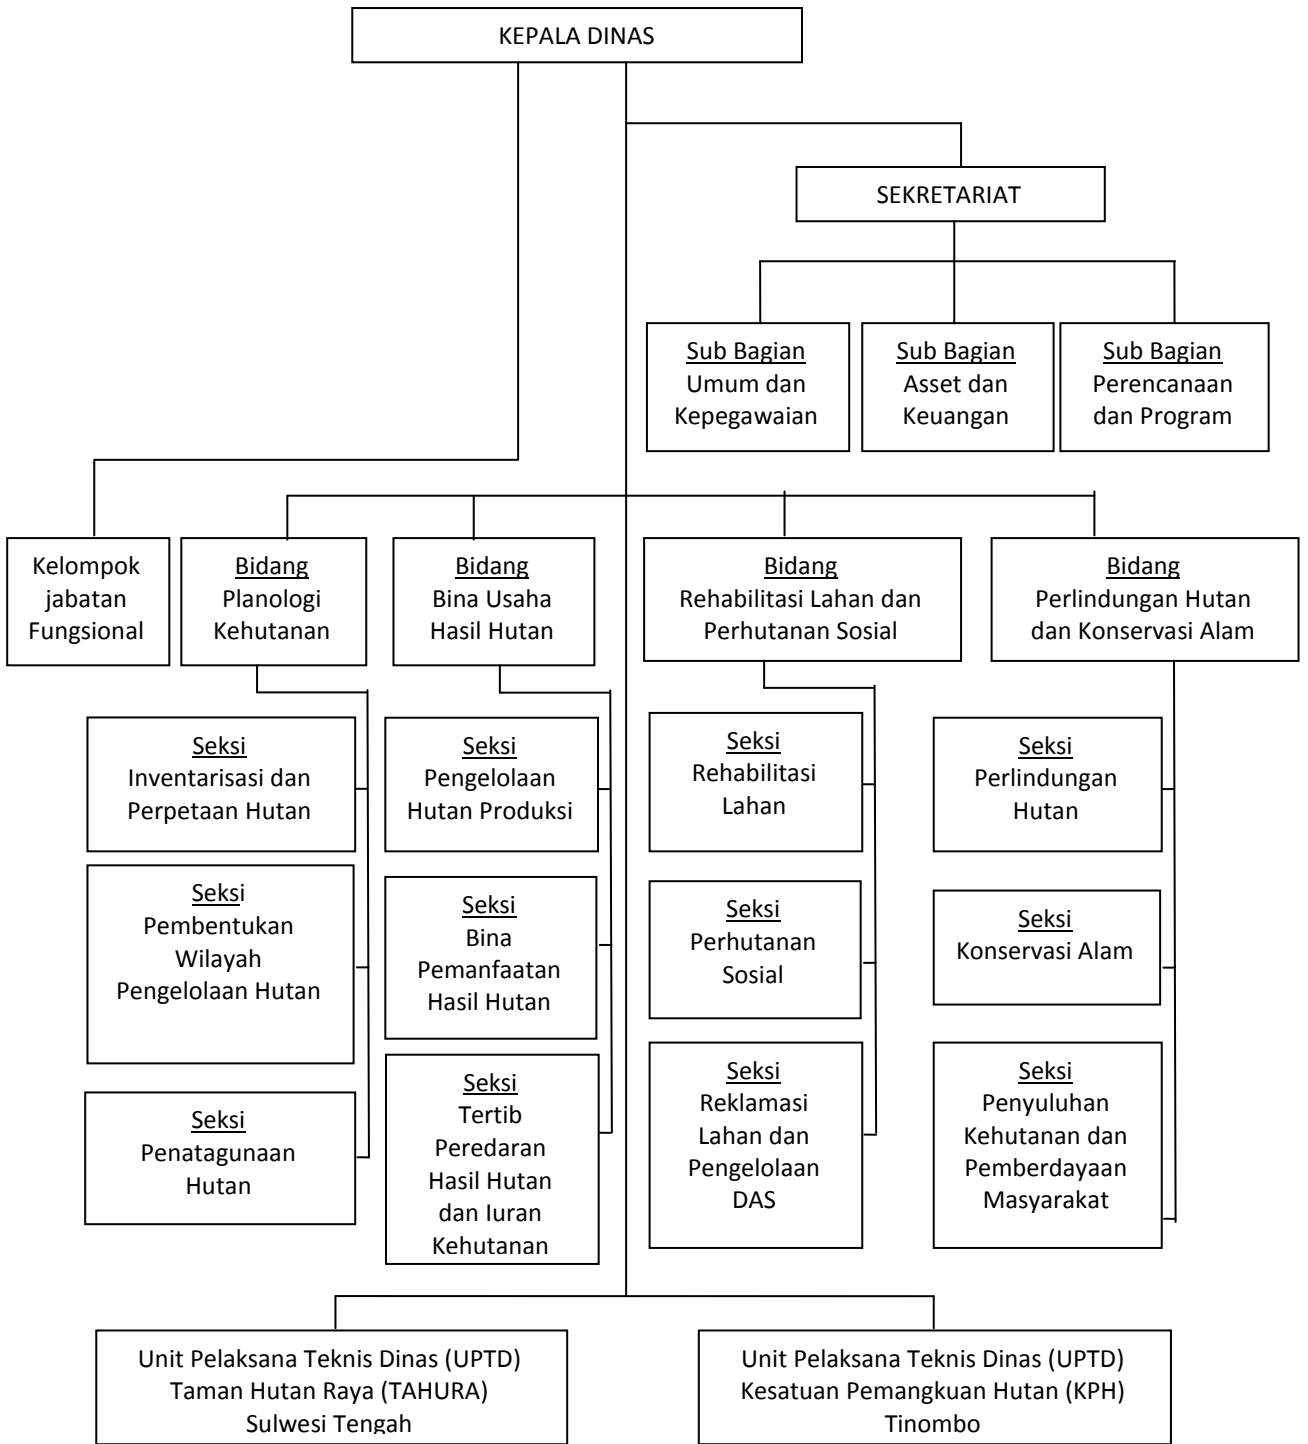 KEPALA DINAS
SEKRETARIAT
Sub Bagian
Umum dan
Kepegawaian
Sub Bagian
Asset dan
Keuangan
Sub Bagian
Perencanaan
dan Program
Kelompok
jabatan
Fungsional
Bidang
Planologi
Kehutanan
Bidang
Bina Usaha
Hasil Hutan
Bidang
Rehabilitasi Lahan dan
Perhutanan Sosial
Bidang
Perlindungan Hutan
dan Konservasi Alam
Seksi
Inventarisasi dan
Perpetaan Hutan
Seksi
Pembentukan
Wilayah
Pengelolaan Hutan
Seksi
Penatagunaan
Hutan
Seksi
Pengelolaan
Hutan Produksi
Seksi
Bina
Pemanfaatan
Hasil Hutan
Seksi
Tertib
Peredaran
Hasil Hutan
dan Iuran
Kehutanan
Seksi
Rehabilitasi
Lahan
Seksi
Perhutanan
Sosial
Seksi
Reklamasi
Lahan dan
Pengelolaan
DAS
Seksi
Perlindungan
Hutan
Seksi
Konservasi Alam
Seksi
Penyuluhan
Kehutanan dan
Pemberdayaan
Masyarakat
Unit Pelaksana Teknis Dinas (UPTD)
Taman Hutan Raya (TAHURA)
Sulwesi Tengah
Unit Pelaksana Teknis Dinas (UPTD)
Kesatuan Pemangkuan Hutan (KPH)
Tinombo